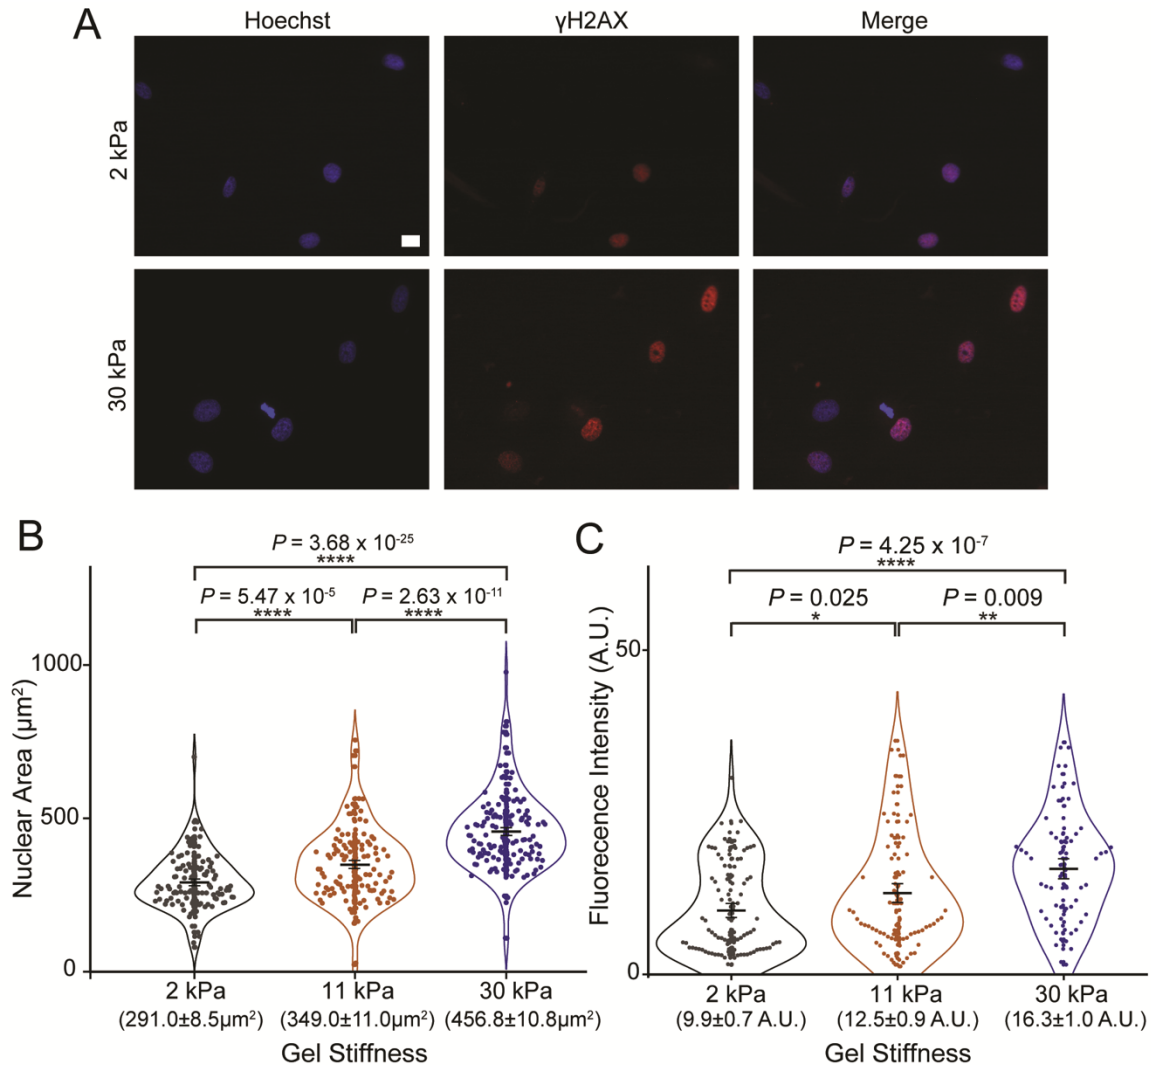 A
Hoechst
γH2AX
Merge
2 kPa
30 kPa
B
P = 3.68 x 10⁻²⁵
****
P = 5.47 x 10⁻⁵
P = 2.63 x 10⁻¹¹
****
****
Nuclear Area (µm²)
1000
500
0
2 kPa
11 kPa
30 kPa
(291.0±8.5µm²)
(349.0±11.0µm²)
(456.8±10.8µm²)
Gel Stiffness
C
P = 4.25 x 10⁻⁷
****
P = 0.025
P = 0.009
*
**
Fluorecence Intensity (A.U.)
50
0
2 kPa
11 kPa
30 kPa
(9.9±0.7 A.U.)
(12.5±0.9 A.U.)
(16.3±1.0 A.U.)
Gel Stiffness